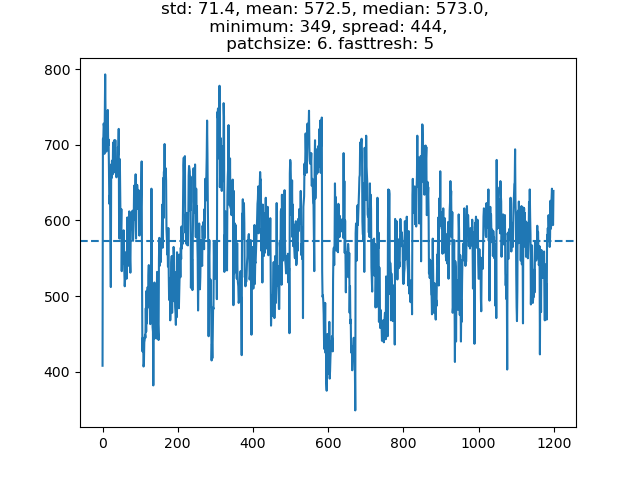 std: 71.4, mean: 572.5, median: 573.0,
minimum: 349, spread: 444,
patchsize: 6. fasttresh: 5
800
700
600
500
400
0 200 400 600 800 1000 1200